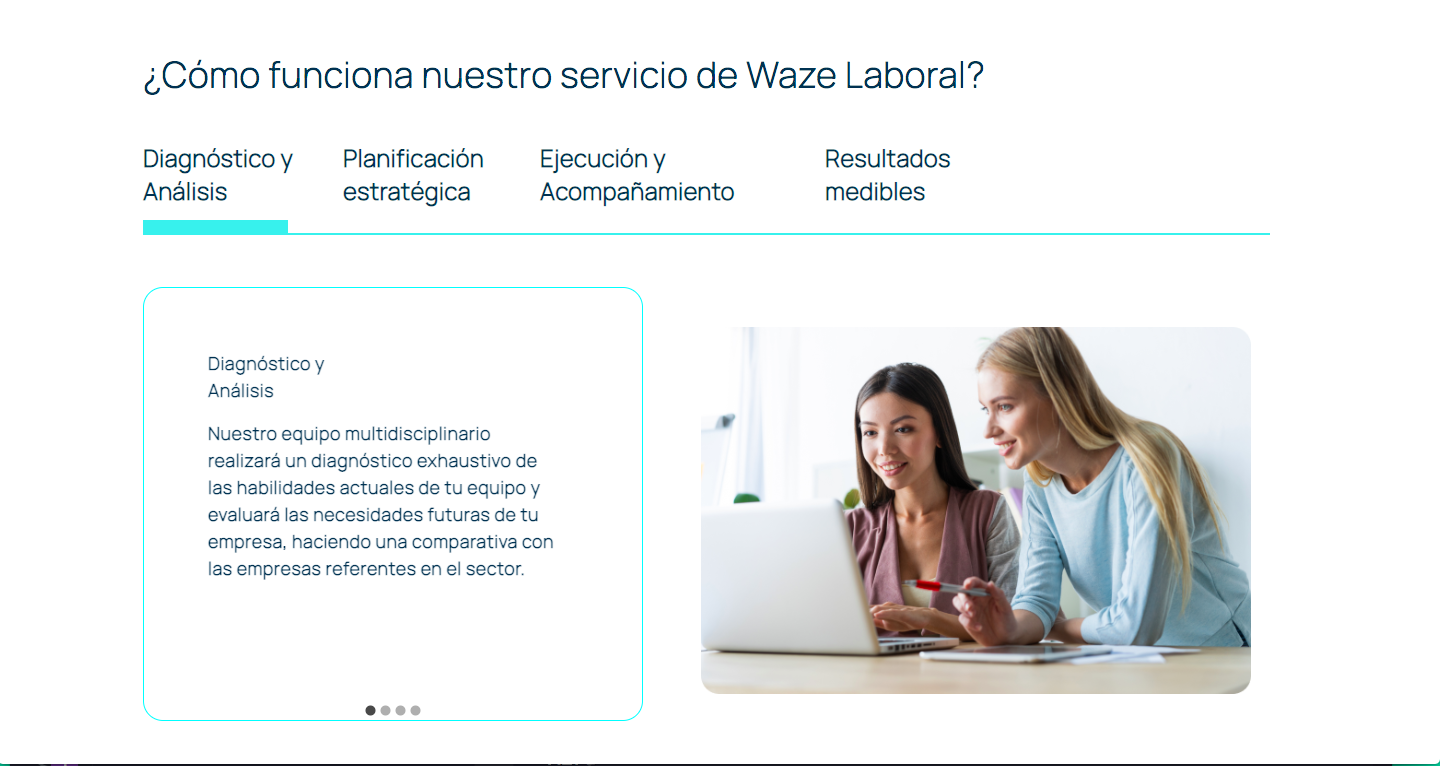 ¿Cómo funciona nuestro servicio de Waze Laboral?
Diagnóstico y
Análisis
Planificación
estratégica
Ejecución y
Acompañamiento
Resultados
medibles
Diagnóstico y
Análisis
Nuestro equipo multidisciplinario
realizará un diagnóstico exhaustivo de
las habilidades actuales de tu equipo y
evaluará las necesidades futuras de tu
empresa, haciendo una comparativa con
las empresas referentes en el sector.